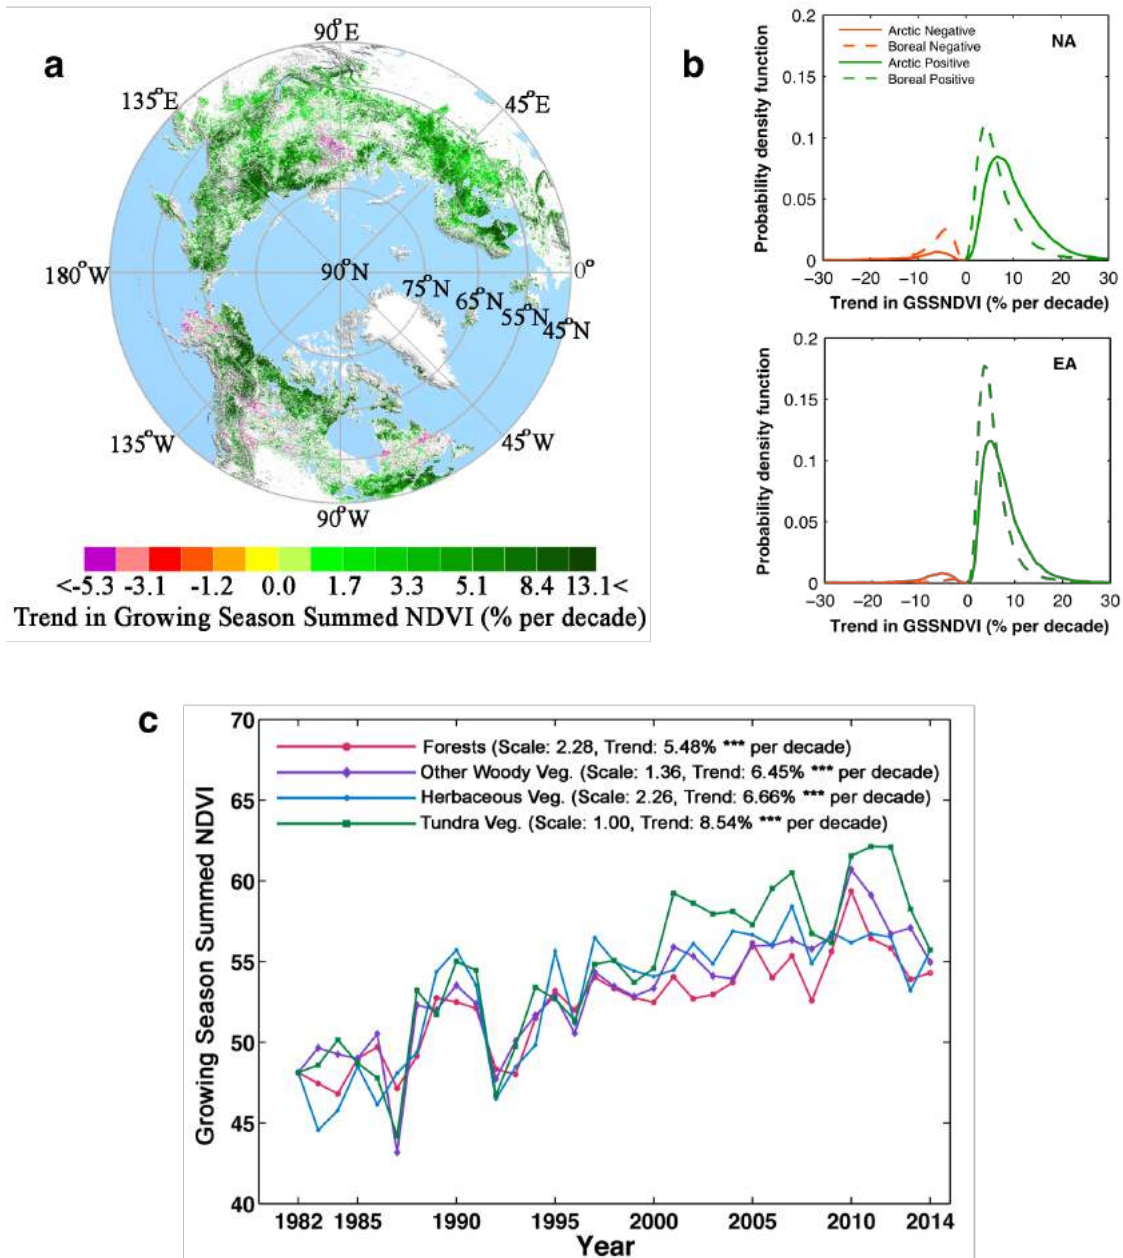 a
90°E
135°E
45°E
180°W
90°N
0°
75°N
65°N
55°N
45°N
135°W
45°W
90°W
<-5.3 -3.1 -1.2 0.0 1.7 3.3 5.1 8.4 13.1<
Trend in Growing Season Summed NDVI (% per decade)
b
Probability density function
0.2
0.15
0.1
0.05
0
Arctic Negative
Boreal Negative
Arctic Positive
Boreal Positive
NA
−30 −20 −10 0 10 20 30
Trend in GSSNDVI (% per decade)
Probability density function
0.2
0.15
0.1
0.05
0
EA
−30 −20 −10 0 10 20 30
Trend in GSSNDVI (% per decade)
c
Growing Season Summed NDVI
70
65
60
55
50
45
40
Forests (Scale: 2.28, Trend: 5.48% *** per decade)
Other Woody Veg. (Scale: 1.36, Trend: 6.45% *** per decade)
Herbaceous Veg. (Scale: 2.26, Trend: 6.66% *** per decade)
Tundra Veg. (Scale: 1.00, Trend: 8.54% *** per decade)
1982 1985 1990 1995 2000 2005 2010 2014
Year